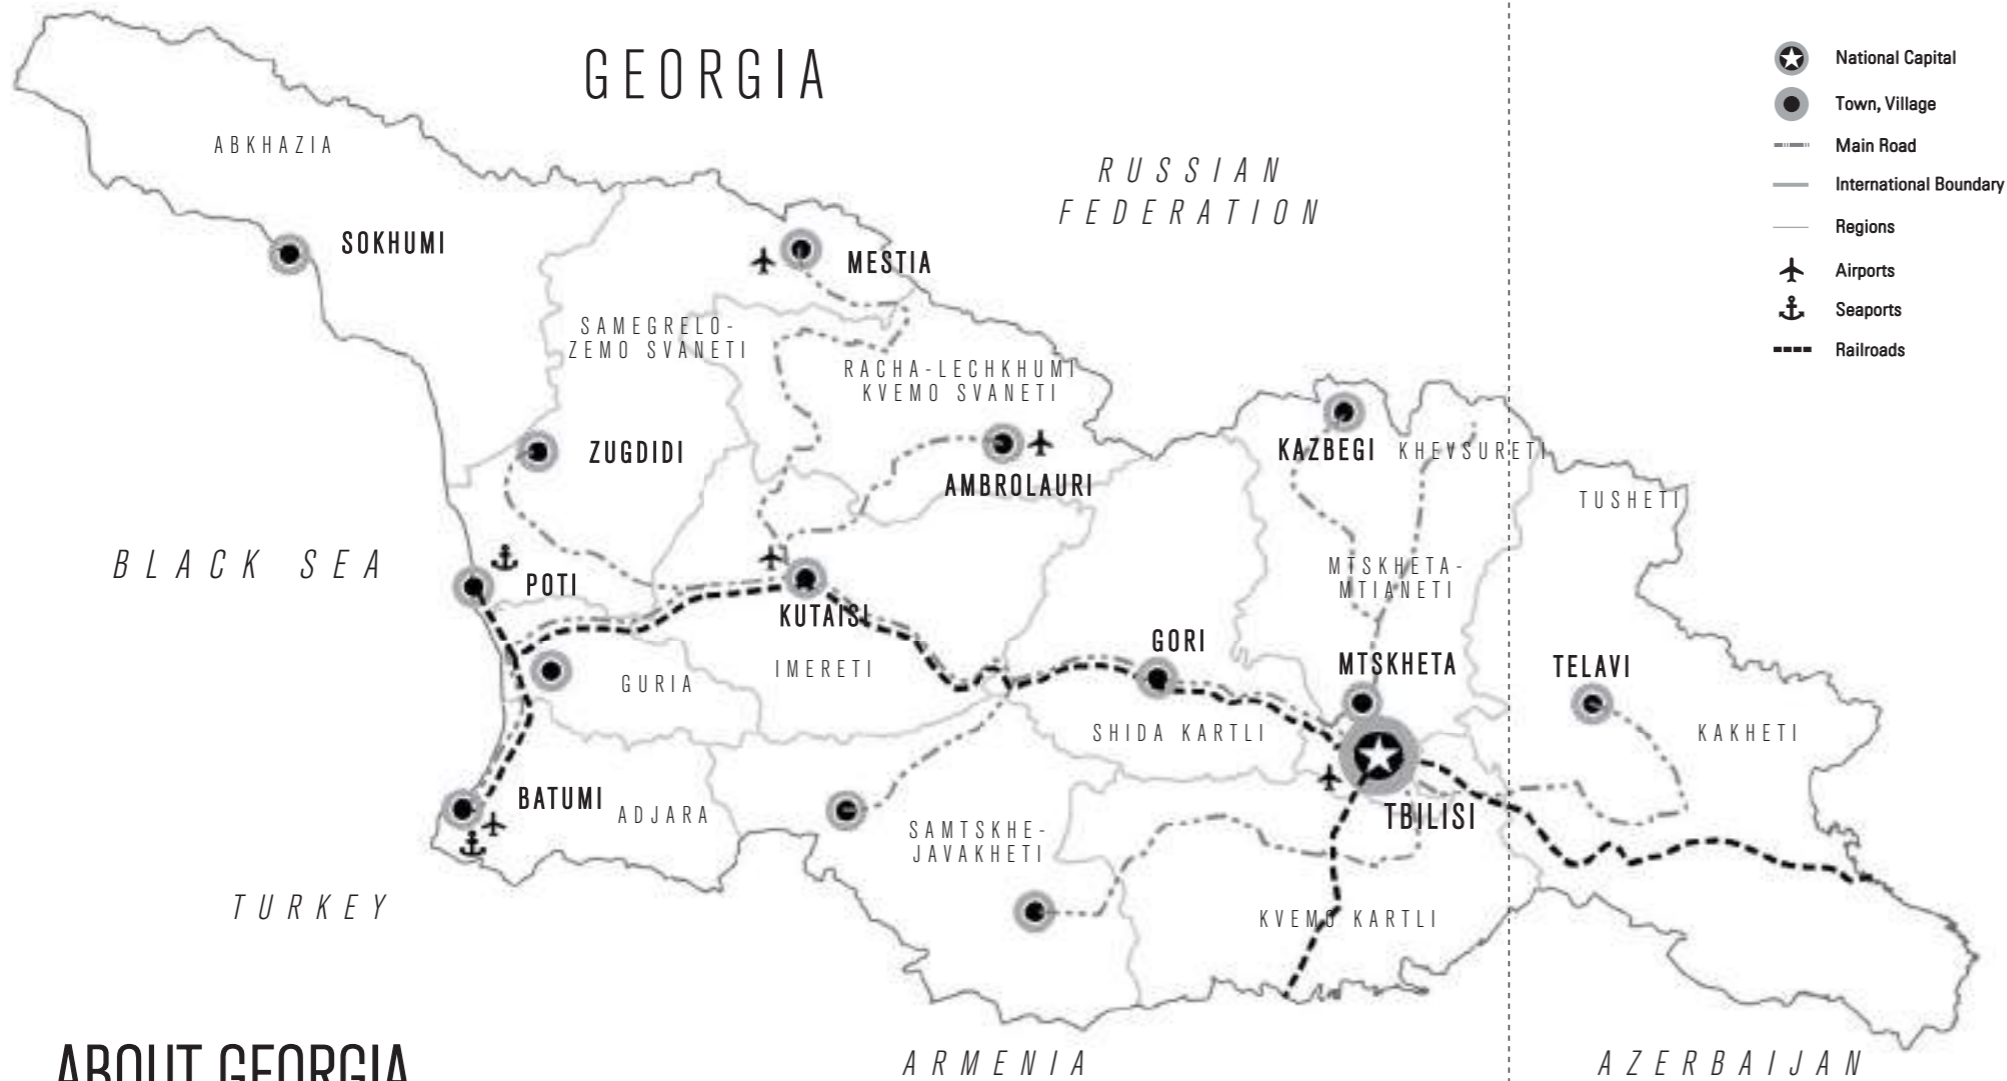 GEORGIA
National Capital
Town, Village
Main Road
International Boundary
Regions
Airports
Seaports
Railroads
ABKHAZIA
RUSSIAN
FEDERATION
SOKHUMI
MESTIA
SAMEGRELO-
ZEMO SVANETI
RACHA-LECHKHUMI
KVEMO SVANETI
ZUGDIDI
AMBROLAURI
KAZBEGI
KHEVSURETI
TUSHETI
BLACK SEA
POTI
KUTAISI
MTSKHETA-
MTIANETI
GORI
MTSKHETA
TELAVI
GURIA
IMERETI
SHIDA KARTLI
KAKHETI
BATUMI
ADJARA
SAMTSKHE-
JAVAKHETI
TBILISI
TURKEY
KVEMO KARTLI
ABOUT GEORGIA
ARMENIA
AZERBAIJAN